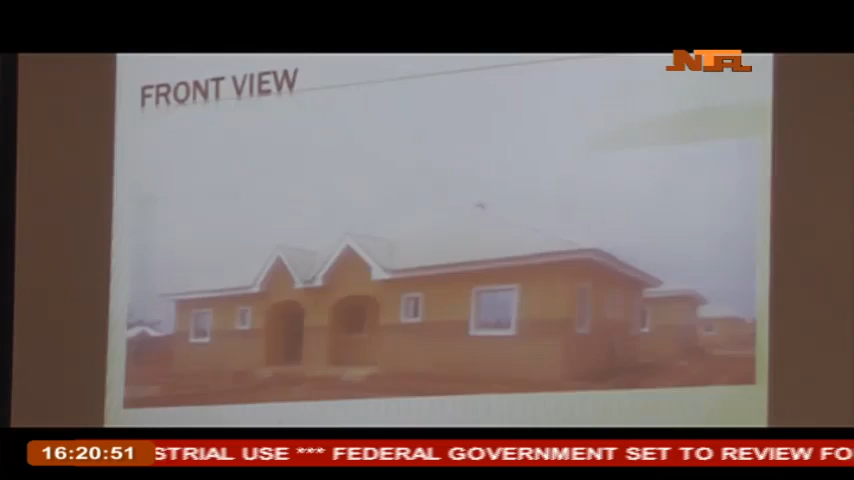 FRONT VIEW
NTA
16:20:51 STRIAL USE *** FEDERAL GOVERNMENT SET TO REVIEW FO